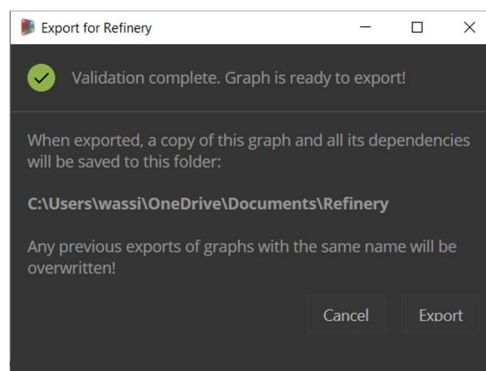 Export for Refinery
Validation complete. Graph is ready to export!
When exported, a copy of this graph and all its dependencies
will be saved to this folder:
C:\Users\wassi\OneDrive\Documents\Refinery
Any previous exports of graphs with the same name will be
overwritten!
Cancel Export